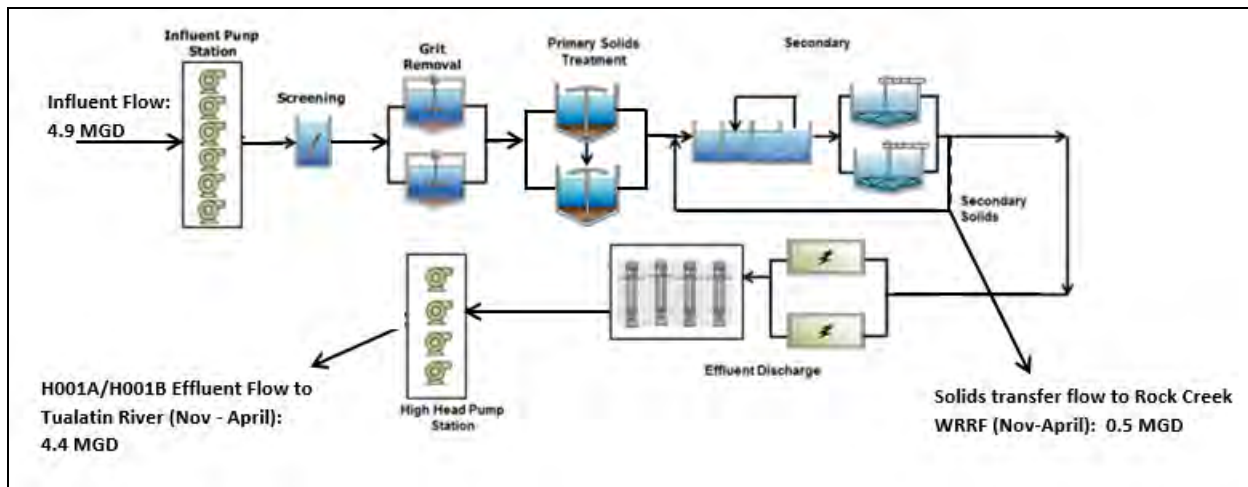 Influent Punp
Station
Grit
Removal
Primary Solids
Treatment
Secondary
Influent Flow:
4.9 MGD
Screening
Secondary
Solids
Effluent Discharge
H001A/H001B Effluent Flow to
Tualatin River (Nov - April):
4.4 MGD
High Head Pump
Station
Solids transfer flow to Rock Creek
WRRF (Nov-April):  0.5 MGD